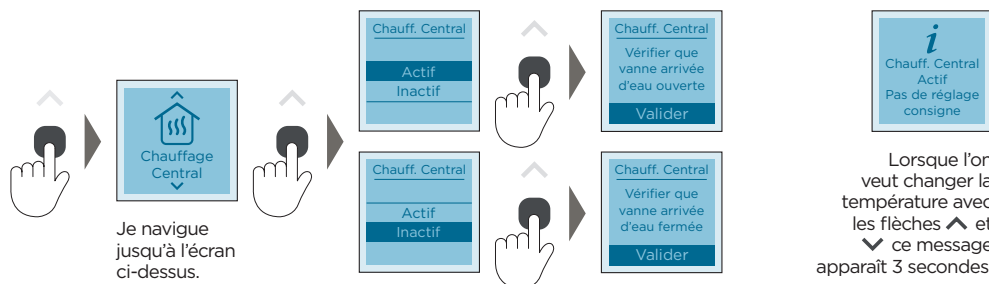 Chauffage
Central
Je navigue
jusqu'à l'écran
ci-dessus.
Chauff. Central
Actif
Inactif
Chauff. Central
Vérifier que
vanne arrivée
d'eau ouverte
Valider
Chauff. Central
Actif
Inactif
Chauff. Central
Vérifier que
vanne arrivée
d'eau fermée
Valider
i
Chauff. Central
Actif
Pas de réglage
consigne
Lorsque l'on
veut changer la
température avec
les flèches et
ce message
apparaît 3 secondes